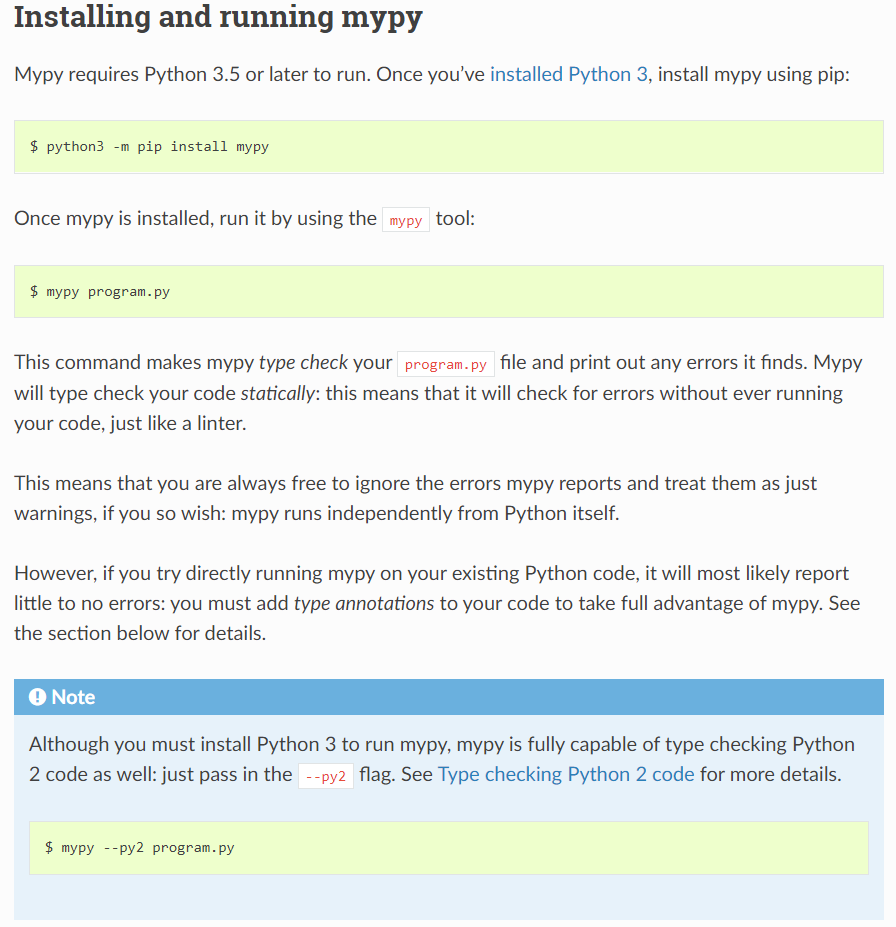 Installing and running mypy
Mypy requires Python 3.5 or later to run. Once you’ve installed Python 3, install mypy using pip:
$ python3 -m pip install mypy
Once mypy is installed, run it by using the mypy tool:
$ mypy program.py
This command makes mypy type check your program.py file and print out any errors it finds. Mypy
will type check your code statically: this means that it will check for errors without ever running
your code, just like a linter.
This means that you are always free to ignore the errors mypy reports and treat them as just
warnings, if you so wish: mypy runs independently from Python itself.
However, if you try directly running mypy on your existing Python code, it will most likely report
little to no errors: you must add type annotations to your code to take full advantage of mypy. See
the section below for details.
Note
Although you must install Python 3 to run mypy, mypy is fully capable of type checking Python
2 code as well: just pass in the --py2 flag. See Type checking Python 2 code for more details.
$ mypy --py2 program.py